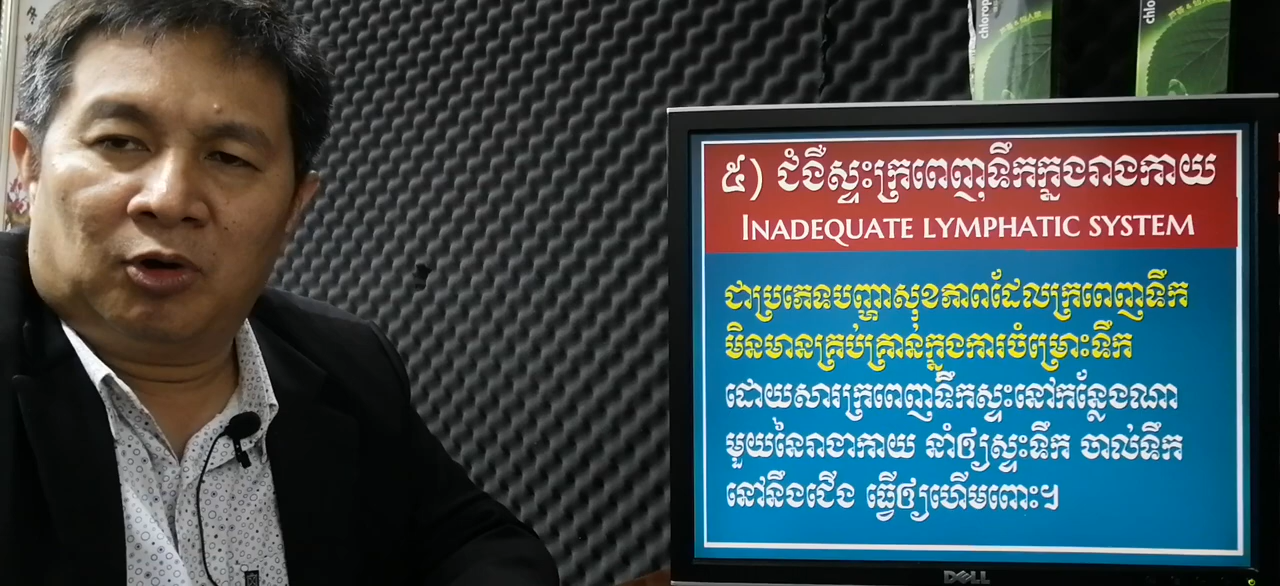 chlorop
chlo
៥) ជំងឺស្ទះក្រពេញទឹកក្នុងរាងកាយ
INADEQUATE LYMPHATIC SYSTEM
ជាប្រភេទបញ្ហាសុខភាពដែលក្រពេញទឹក
មិនមានគ្រប់គ្រាន់ក្នុងការចំម្រោះទឹក
ដោយសារក្រពេញទឹកស្ទះនៅកន្លែងណា
មួយនៃរាងាកាយ នាំឲ្យស្ទះទឹក ចាល់ទឹក
នៅនឹងជើង ធ្វើឲ្យហើមពោះ។
DELL